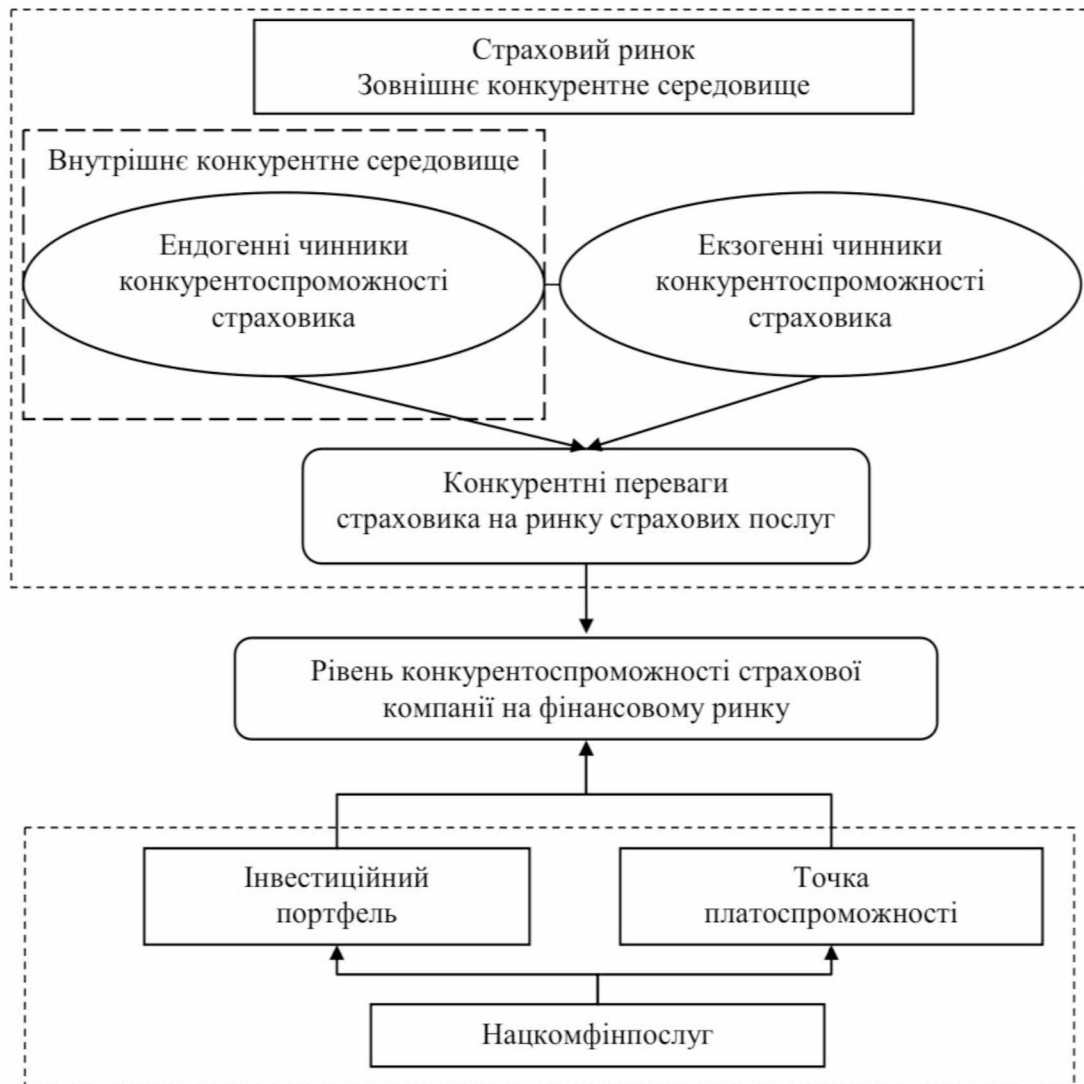 Страховий ринок
Зовнішнє конкурентне середовище
Внутрішнє конкурентне середовище
Ендогенні чинники
конкурентоспроможності
страховика
Екзогенні чинники
конкурентоспроможності
страховика
Конкурентні переваги
страховика на ринку страхових послуг
Рівень конкурентоспроможності страхової
компанії на фінансовому ринку
Інвестиційний
портфель
Точка
платоспроможності
Нацкомфінпослуг